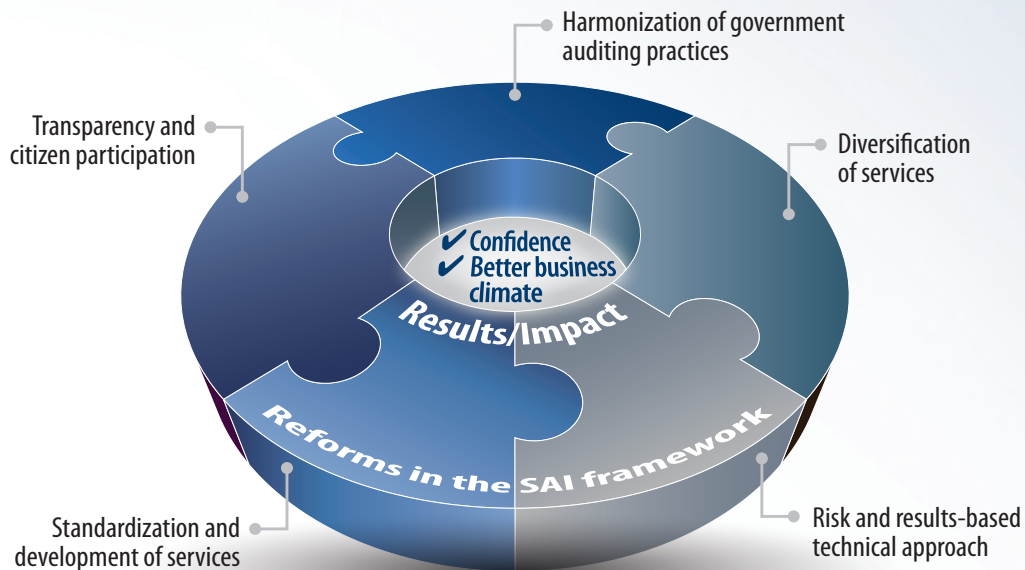 Harmonization of government
auditing practices
Transparency and
citizen participation
Diversification
of services
✔ Confidence
✔ Better business
climate
Results/Impact
Reforms in the SAI framework
Standardization and
development of services
Risk and results-based
technical approach